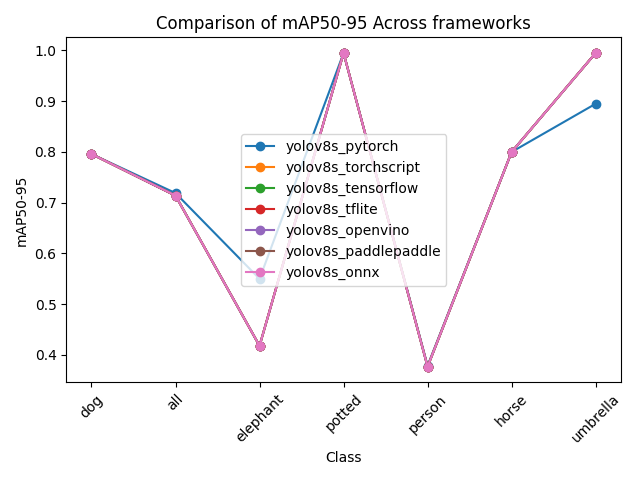 Comparison of mAP50-95 Across frameworks
mAP50-95
1.0
0.9
0.8
0.7
0.6
0.5
0.4
yolov8s_pytorch
yolov8s_torchscript
yolov8s_tensorflow
yolov8s_tflite
yolov8s_openvino
yolov8s_paddlepaddle
yolov8s_onnx
dog
all
elephant
potted
person
horse
umbrella
Class